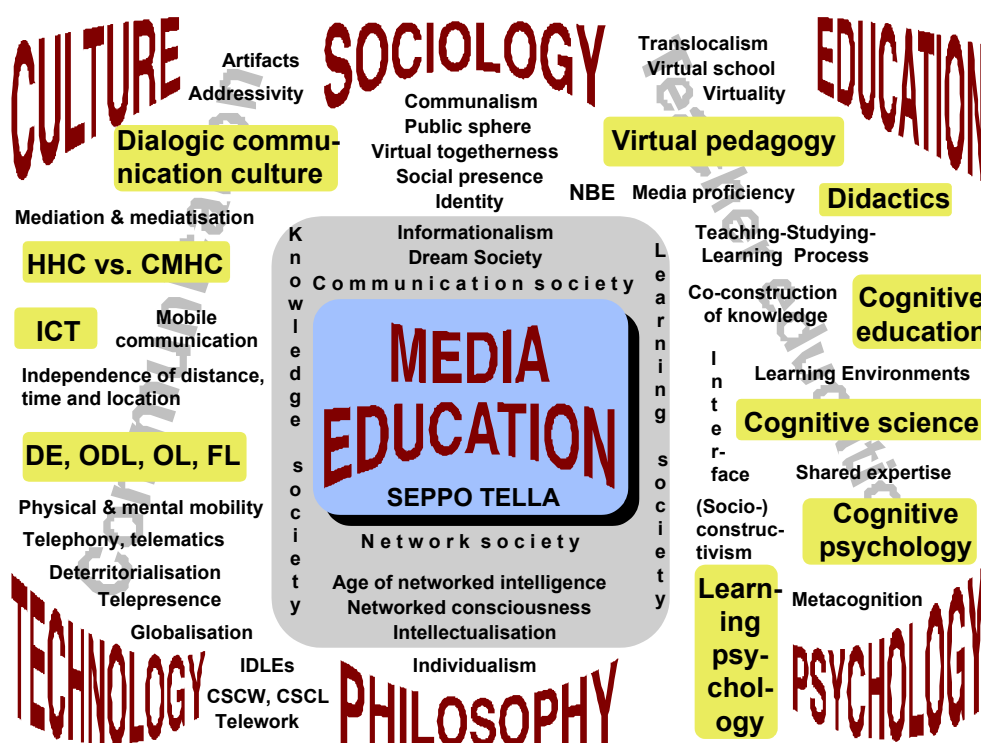 CULTURE
SOCIOLOGY
EDUCATION
Artifacts
Addressivity
Communication
Dialogic commu-
nication culture
Mediation & mediatisation
HHC vs. CMHC
ICT
Mobile
communication
Independence of distance,
time and location
DE, ODL, OL, FL
Physical & mental mobility
Telephony, telematics
Deterritorialisation
Telepresence
Globalisation
TECHNOLOGY
IDLEs
CSCW, CSCL
Telework
Communalism
Public sphere
Virtual togetherness
Social presence
Identity
Informationalism
Dream Society
Communication society
Knowledge society
Learning society
MEDIA
EDUCATION
SEPPO TELLA
Network society
Age of networked intelligence
Networked consciousness
Intellectualisation
Individualism
PHILOSOPHY
Translocalism
Virtual school
Virtuality
Teacher education
Virtual pedagogy
NBE
Media proficiency
Didactics
Teaching-Studying-
Learning Process
Co-construction
of knowledge
Cognitive
education
I
n
t
e
r-
face
Learning Environments
Cognitive science
Shared expertise
(Socio-)
construc-
tivism
Cognitive
psychology
Learn-
ing
psy-
chol-
ogy
Metacognition
PSYCHOLOGY